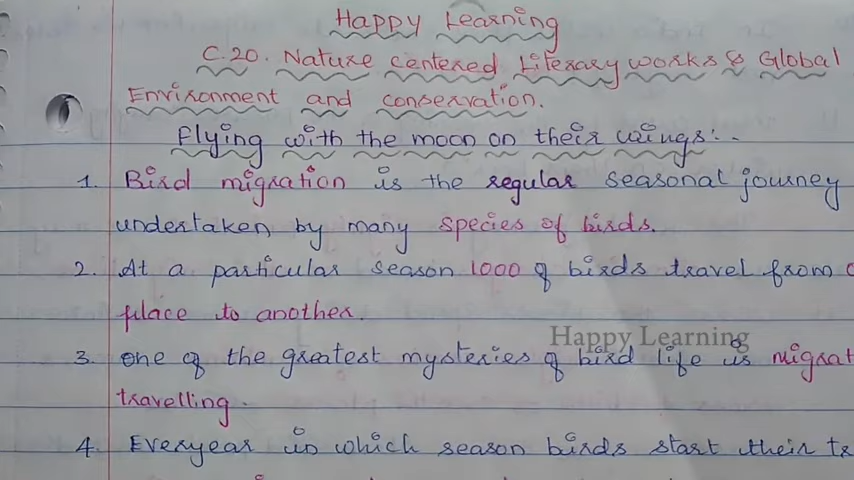 Happy Learning
C.20. Nature centered Literary works & Global
Environment and conservation.
Flying with the moon on their wings:-
1. Bird migration is the regular seasonal journey
undertaken by many species of birds.
2. At a particular season 1000 of birds travel from
place to another.
Happy Learning
3. One of the greatest mysteries of bird life is migrat
travelling.
4. Everyear in which season birds start their tr